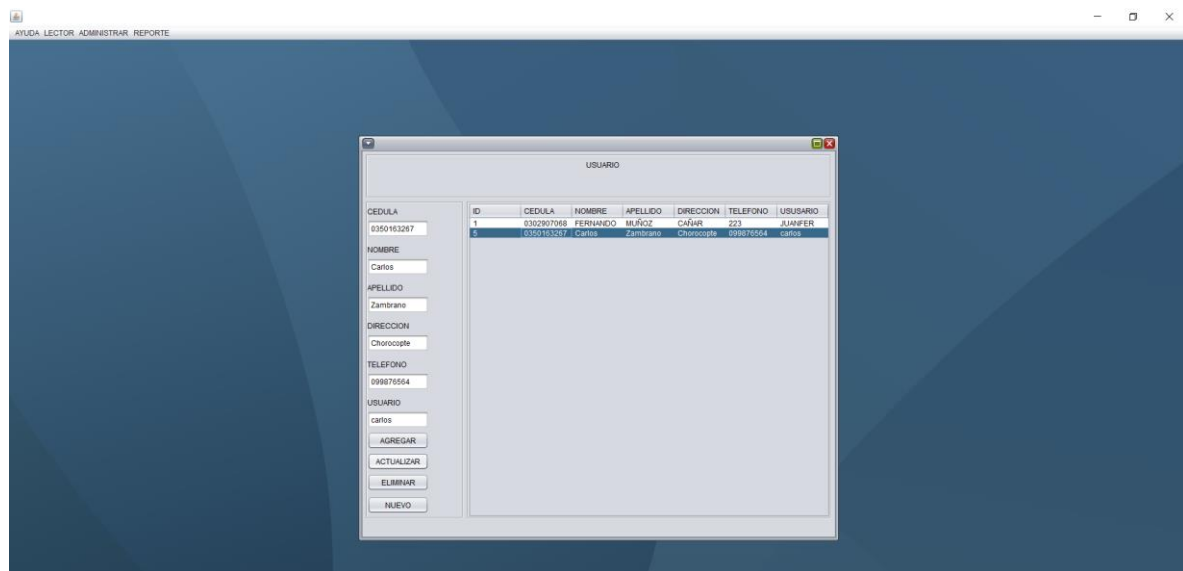 AYUDA LECTOR ADMINISTRAR REPORTE
USUARIO
CEDULA
0350163267
NOMBRE
Carlos
APELLIDO
Zambrano
DIRECCION
Chorocopte
TELEFONO
099876564
USUARIO
carlos
AGREGAR
ACTUALIZAR
ELIMINAR
NUEVO
ID CEDULA NOMBRE APELLIDO DIRECCION TELEFONO USUSARIO
1 0302907068 FERNANDO MUÑOZ CAÑAR 223 JUANFER
5 0350163267 Carlos Zambrano Chorocopte 099876564 carlos